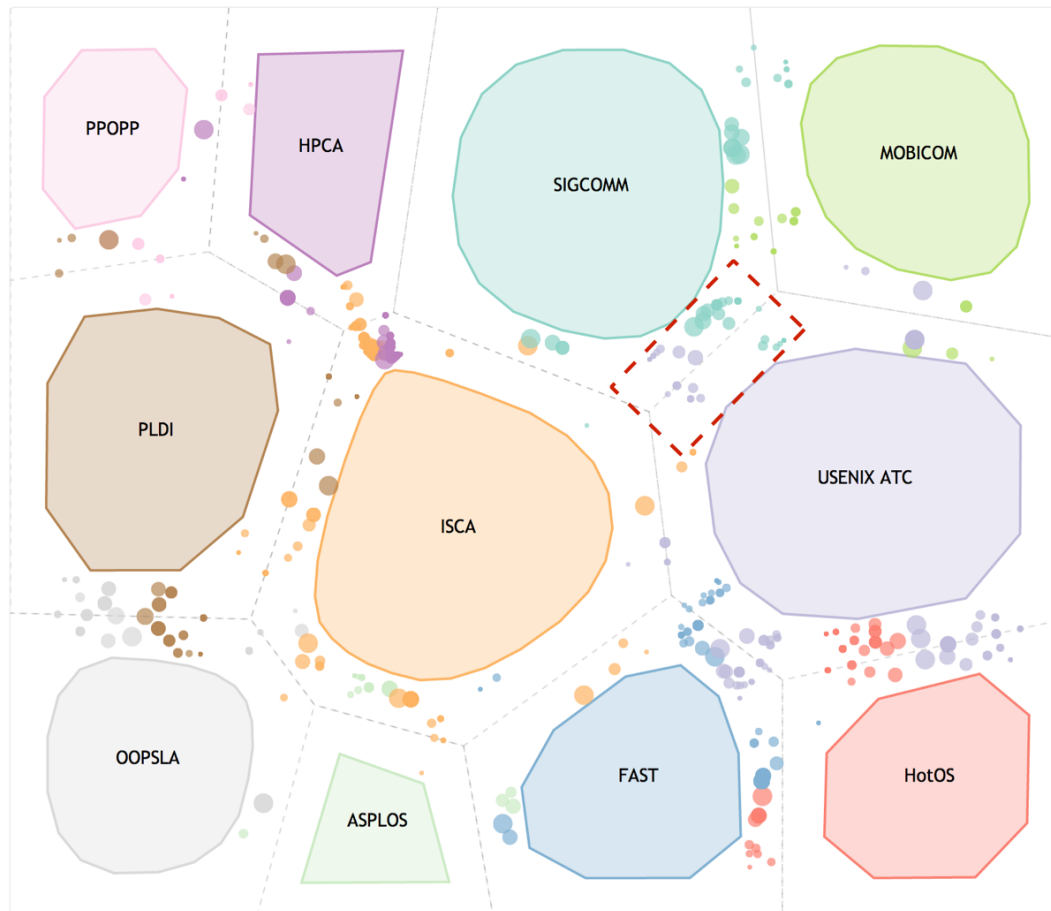 PPOPP
HPCA
SIGCOMM
MOBICOM
PLDI
ISCA
USENIX ATC
OOPSLA
ASPLOS
FAST
HotOS